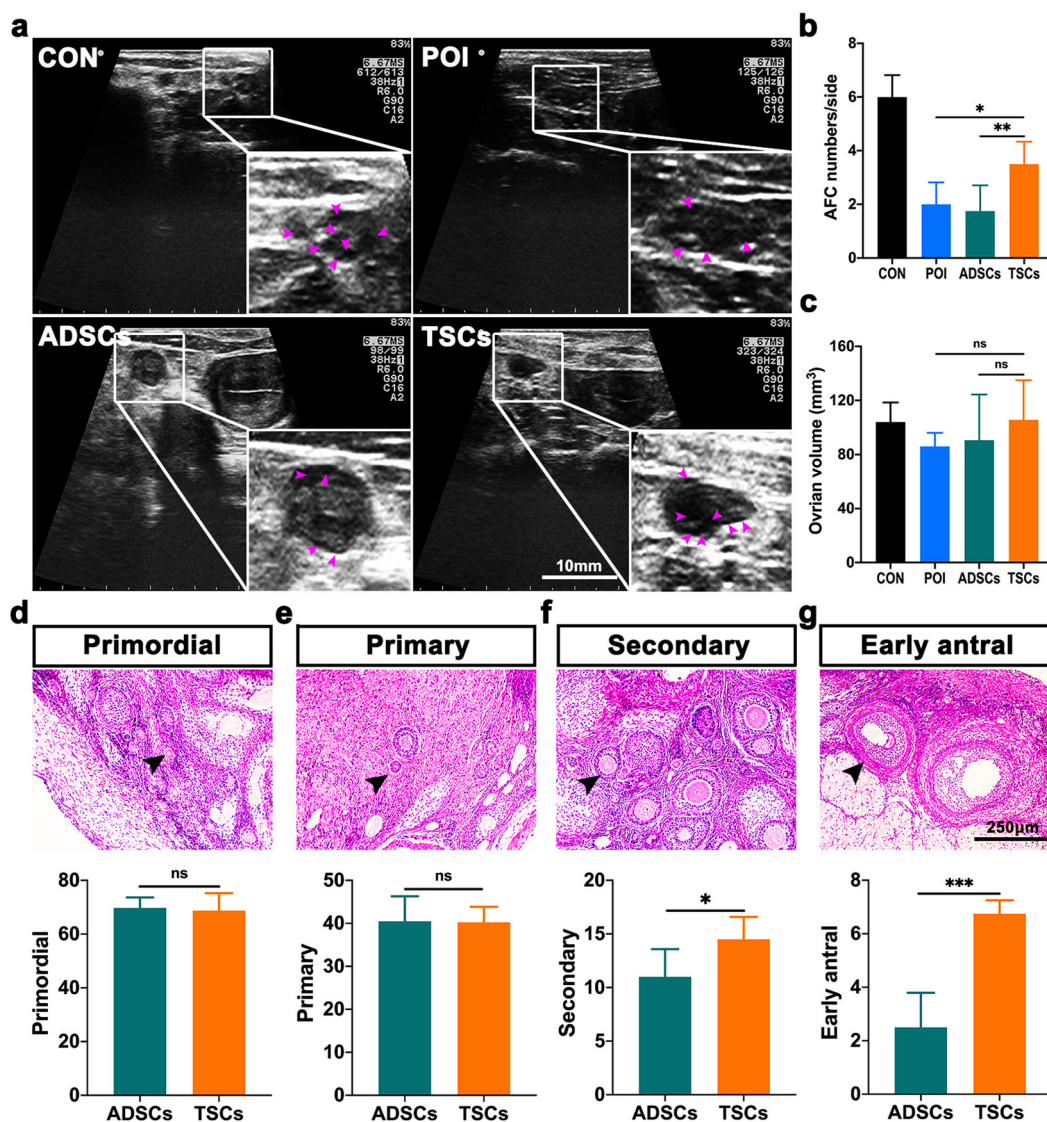 a
CON
83%
6.67MS
612/613
38Hz1
R6.0
G90
C16
A2
POI
83%
6.67MS
125/126
38Hz1
R6.0
G90
C16
A2
ADSCs
83%
6.67MS
98/99
38Hz1
R6.0
G90
C16
A2
TSCs
83%
6.67MS
323/324
38Hz1
R6.0
G90
C16
A2
10mm
b
AFC numbers/side
8
6
4
2
0
*
**
CON POI ADSCs TSCs
c
Ovrian volume (mm³)
160
120
80
40
0
ns
ns
CON POI ADSCs TSCs
d
Primordial
e
Primary
f
Secondary
g
Early antral
250μm
Primordial
80
60
40
20
0
ns
ADSCs TSCs
Primary
50
40
30
20
10
0
ns
ADSCs TSCs
Secondary
20
15
10
5
0
*
ADSCs TSCs
Early antral
8
6
4
2
0
***
ADSCs TSCs